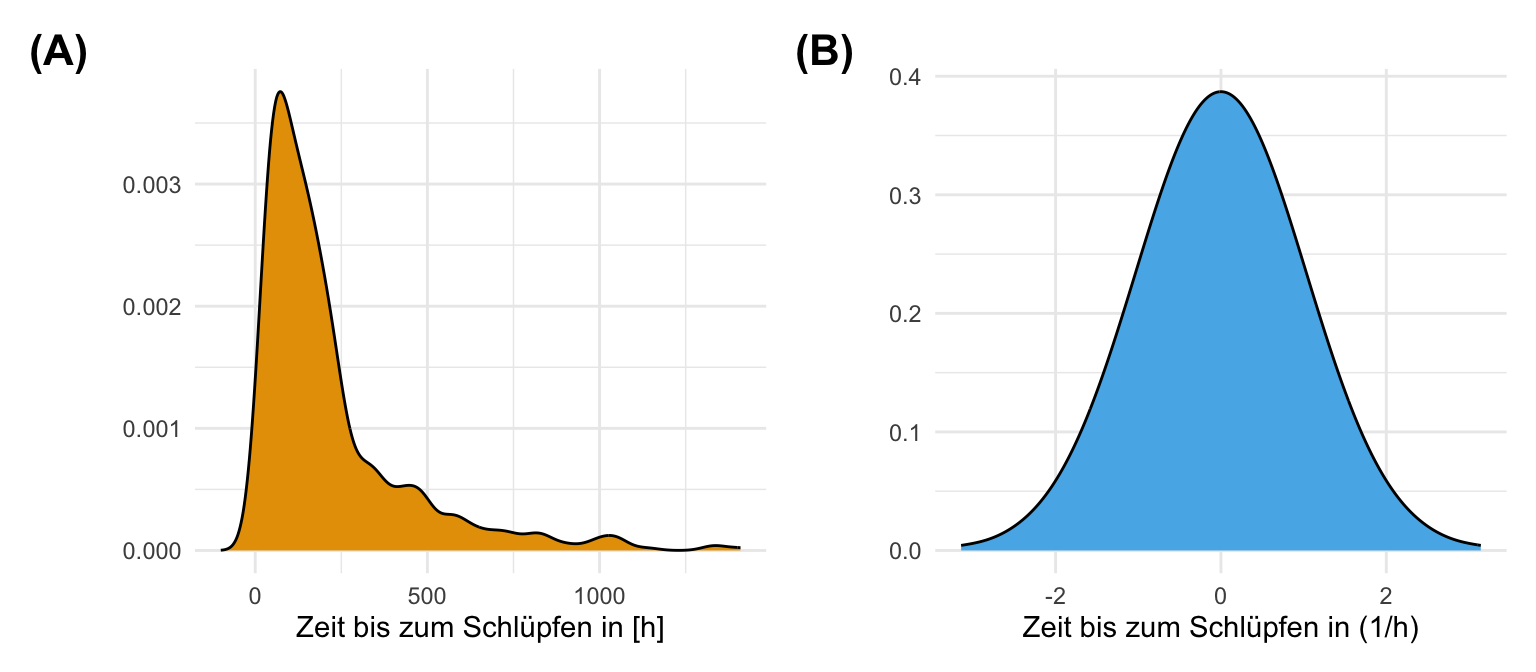 (A)
0.003
0.002
0.001
0.000
0 500 1000
Zeit bis zum Schlüpfen in [h]
(B)
0.4
0.3
0.2
0.1
0.0
-2 0 2
Zeit bis zum Schlüpfen in (1/h)